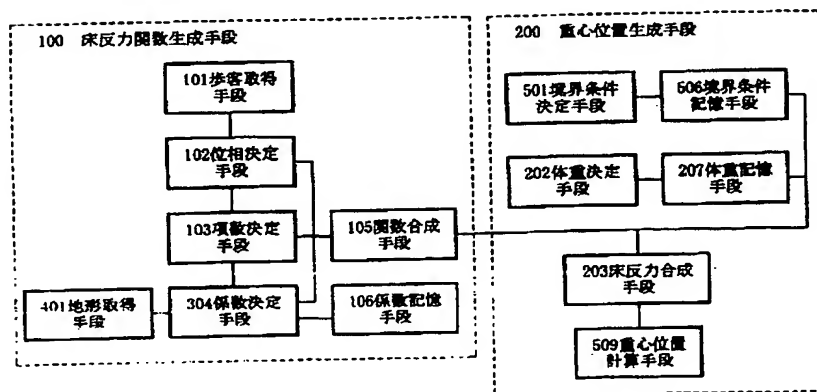 100 床反力関数生成手段
101歩客取得
手段
102位相決定
手段
103項数決定
手段
105関数合成
手段
401地形取得
手段
304係数決定
手段
106係数記憶
手段
200 重心位置生成手段
501境界条件
決定手段
506境界条件
記憶手段
202体重決定
手段
207体重記憶
手段
203床反力合成
手段
509重心位置
計算手段